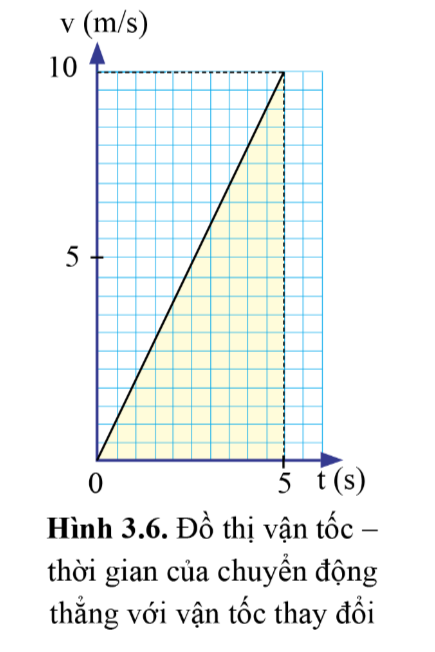 v (m/s)
10
5
0
5 t (s)
Hình 3.6. Đồ thị vận tốc –
thời gian của chuyển động
thẳng với vận tốc thay đổi